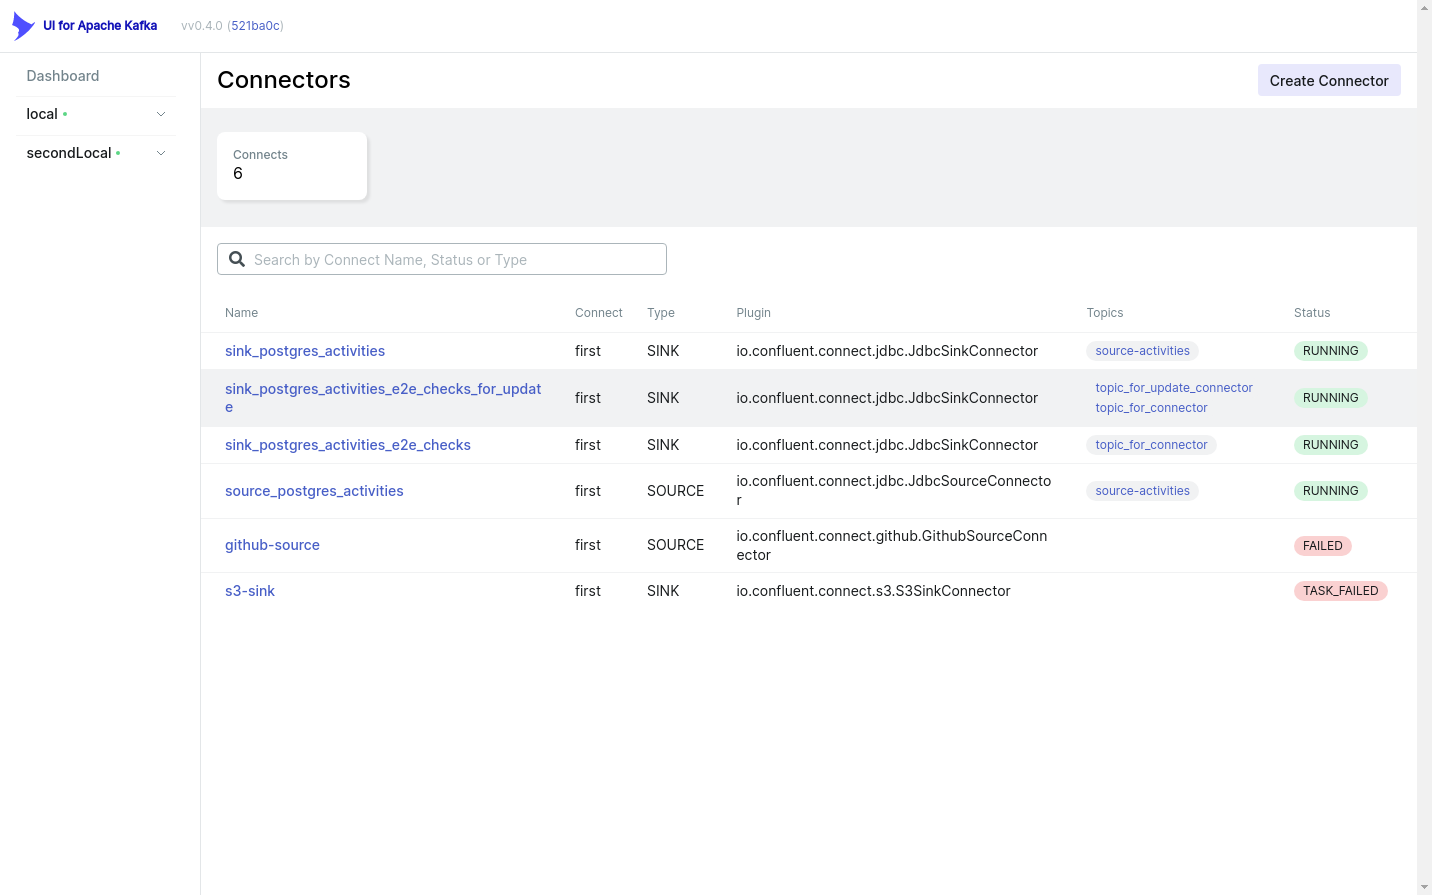 UI for Apache Kafka vv0.4.0 (521ba0c)
Dashboard
local
secondLocal
Connectors
Create Connector
Connects
6
Search by Connect Name, Status or Type
Name Connect Type Plugin Topics Status
sink_postgres_activities first SINK io.confluent.connect.jdbc.JdbcSinkConnector source-activities RUNNING
sink_postgres_activities_e2e_checks_for_updat
e
first SINK io.confluent.connect.jdbc.JdbcSinkConnector
topic_for_update_connector
topic_for_connector
RUNNING
sink_postgres_activities_e2e_checks first SINK io.confluent.connect.jdbc.JdbcSinkConnector topic_for_connector RUNNING
source_postgres_activities first SOURCE
io.confluent.connect.jdbc.JdbcSourceConnecto
r
source-activities RUNNING
github-source first SOURCE
io.confluent.connect.github.GithubSourceConn
ector
FAILED
s3-sink first SINK io.confluent.connect.s3.S3SinkConnector TASK_FAILED